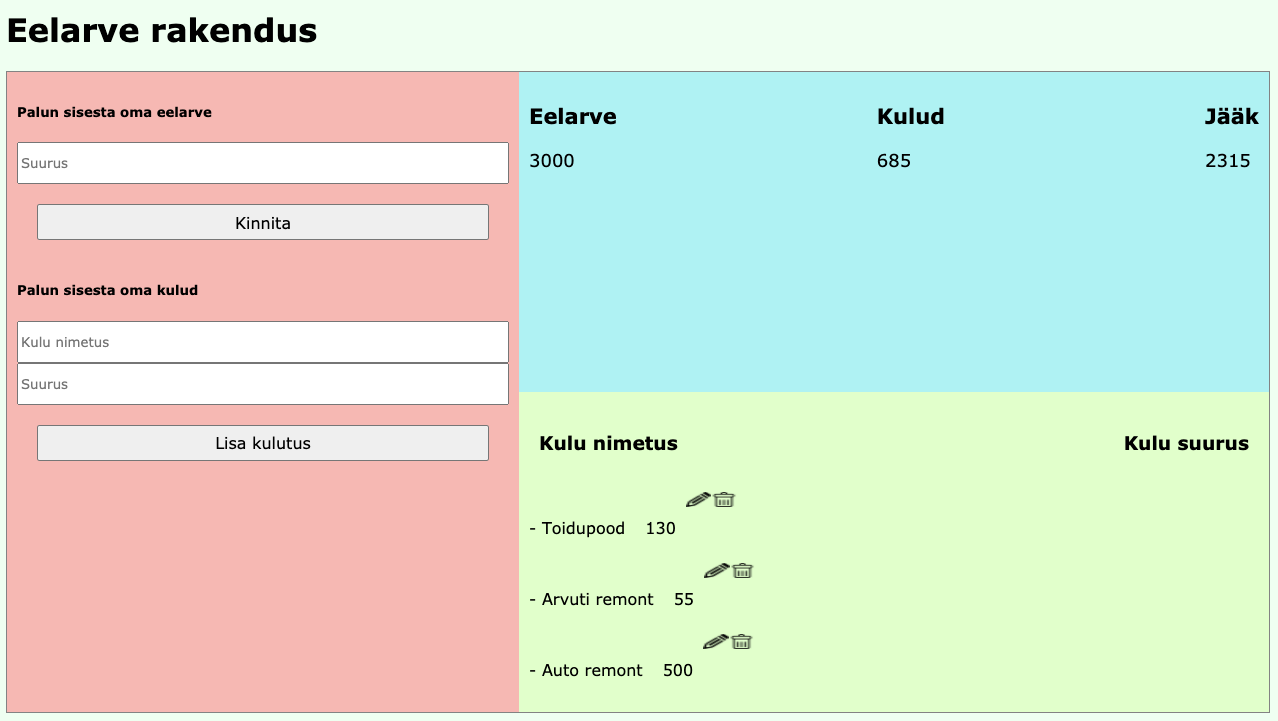 Eelarve rakendus
Palun sisesta oma eelarve
Suurus
Kinnita
Palun sisesta oma kulud
Kulu nimetus
Suurus
Lisa kulutus
Eelarve Kulud Jääk
3000 685 2315
Kulu nimetus Kulu suurus
- Toidupood 130
- Arvuti remont 55
- Auto remont 500